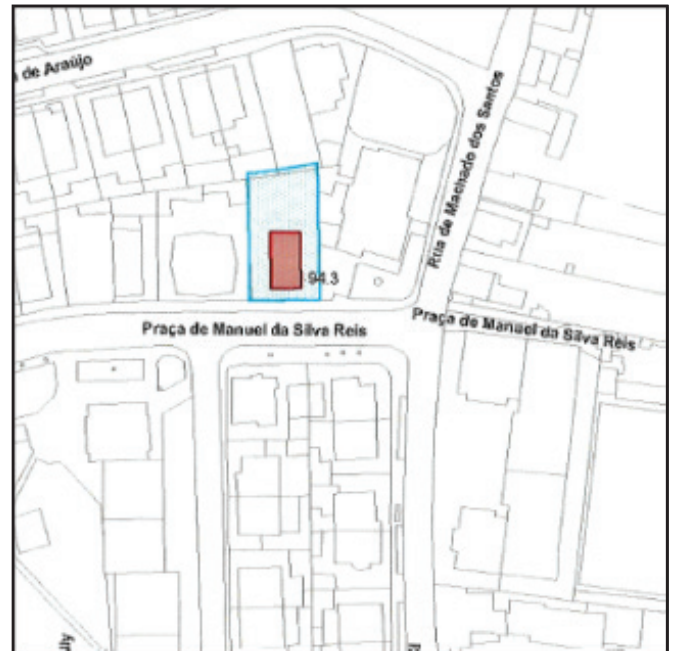 de Araújo
Rua de Machado dos Santos
94.3
Praça de Manuel da Silva Reis
Praça de Manuel da Silva Reis